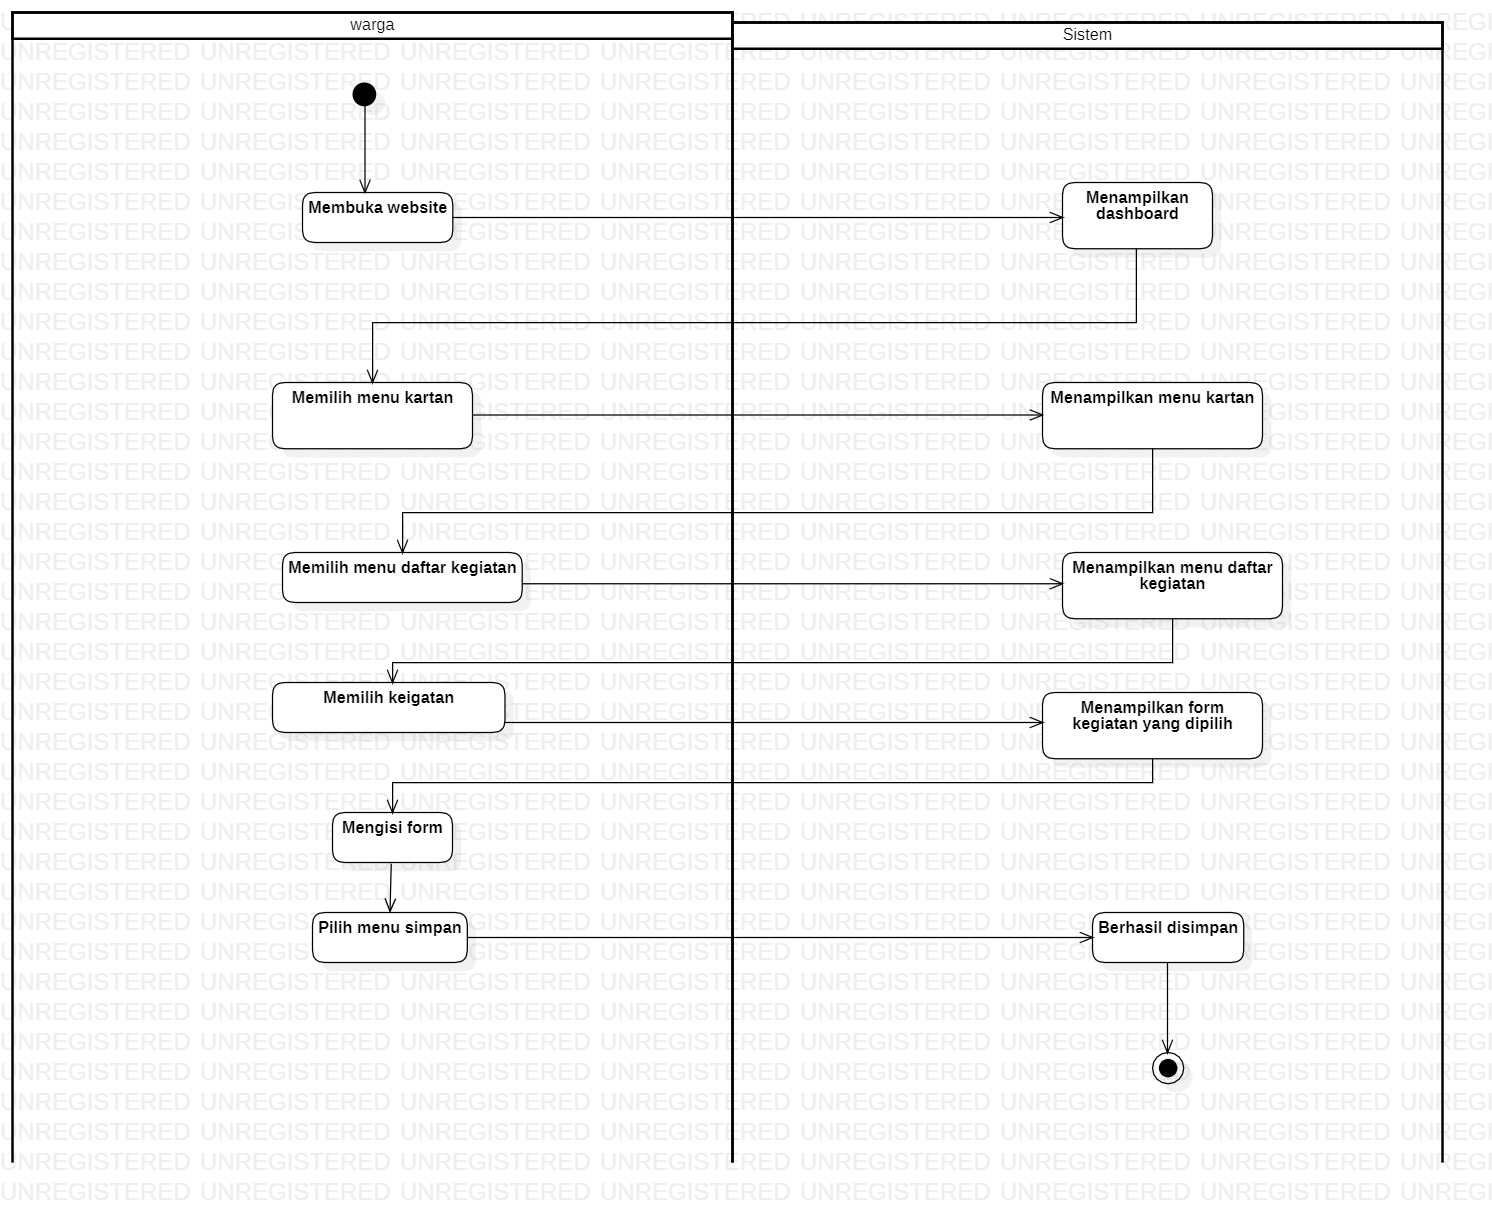 warga
Sistem
Membuka website
Menampilkan
dashboard
Memilih menu kartan
Menampilkan menu kartan
Memilih menu daftar kegiatan
Menampilkan menu daftar
kegiatan
Memilih keigatan
Menampilkan form
kegiatan yang dipilih
Mengisi form
Pilih menu simpan
Berhasil disimpan
UNREGISTERED